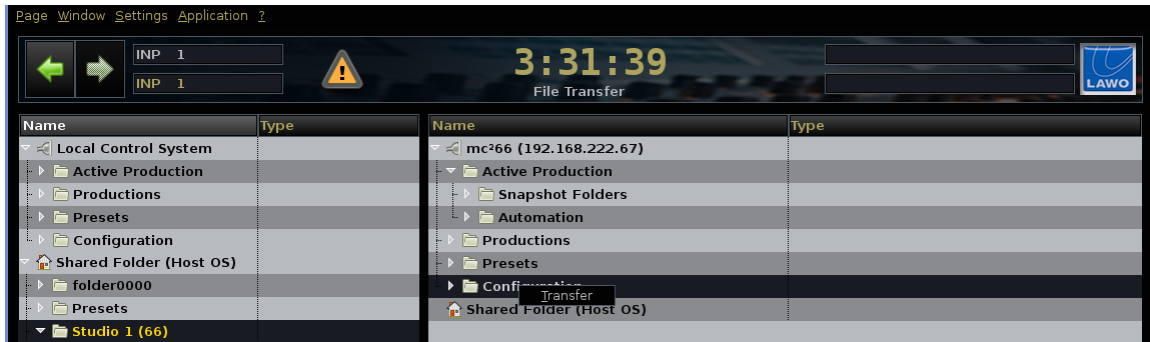 Page Window Settings Application ?
INP 1
INP 1
3:31:39
File Transfer
LAWO
Name Type
Local Control System
Active Production
Productions
Presets
Configuration
Shared Folder (Host OS)
folder0000
Presets
Studio 1 (66)
Name Type
mc²66 (192.168.222.67)
Active Production
Snapshot Folders
Automation
Productions
Presets
Configuration
Transfer
Shared Folder (Host OS)